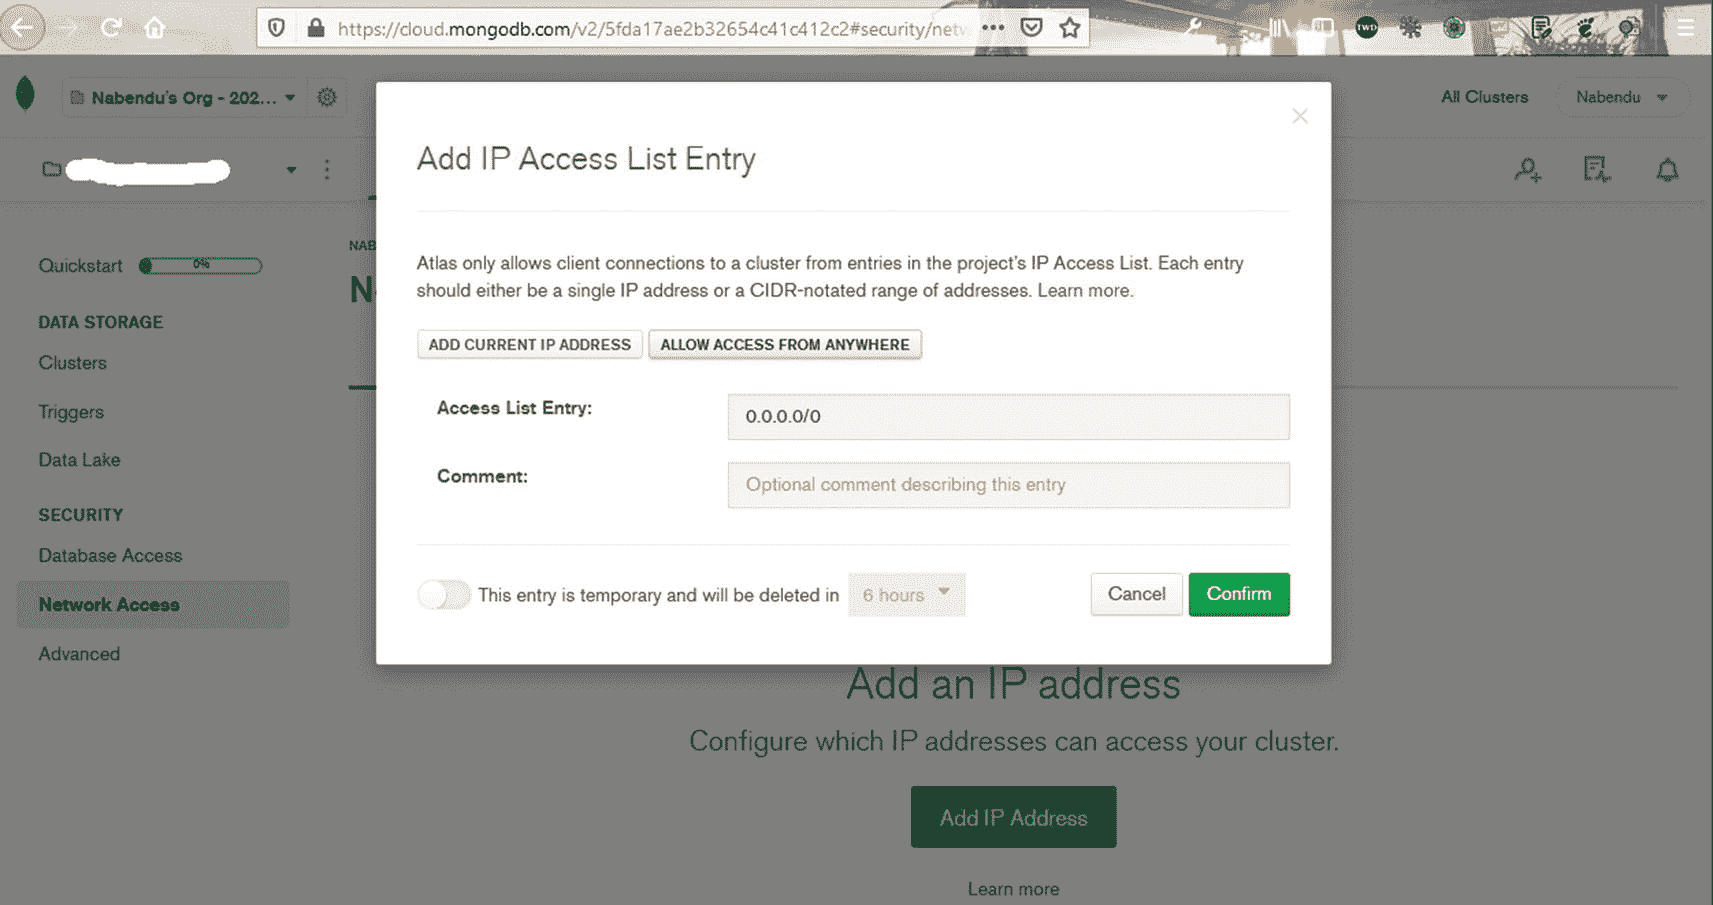 https://cloud.mongodb.com/v2/5fda17ae2b32654c41c412c2#security/netw
Nabendu's Org - 202...
All Clusters
Nabendu
Add IP Access List Entry
Quickstart
0%
NAB
N
Atlas only allows client connections to a cluster from entries in the project's IP Access List. Each entry
should either be a single IP address or a CIDR-notated range of addresses. Learn more.
DATA STORAGE
Clusters
Triggers
Data Lake
SECURITY
Database Access
Network Access
Advanced
ADD CURRENT IP ADDRESS
ALLOW ACCESS FROM ANYWHERE
Access List Entry:
0.0.0.0/0
Comment:
Optional comment describing this entry
This entry is temporary and will be deleted in
6 hours
Cancel
Confirm
Add an IP address
Configure which IP addresses can access your cluster.
Add IP Address
Learn more